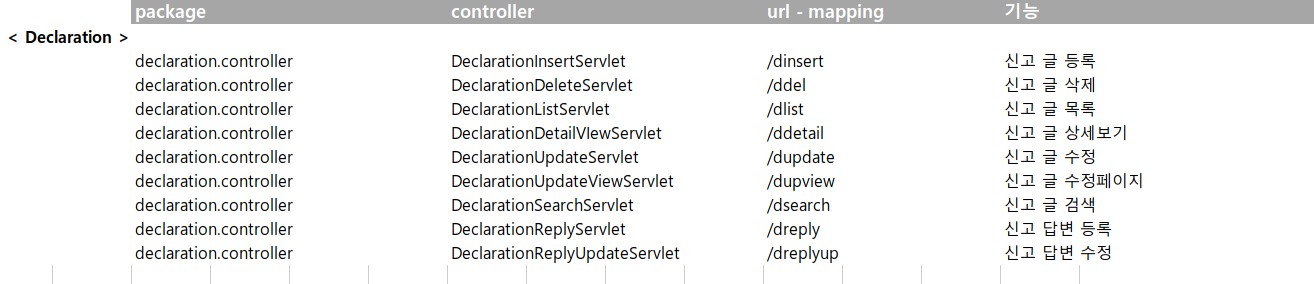 package controller url - mapping 기능
< Declaration >
declaration.controller DeclarationInsertServlet /dinsert 신고 글 등록
declaration.controller DeclarationDeleteServlet /ddel 신고 글 삭제
declaration.controller DeclarationListServlet /dlist 신고 글 목록
declaration.controller DeclarationDetailVIewServlet /ddetail 신고 글 상세보기
declaration.controller DeclarationUpdateServlet /dupdate 신고 글 수정
declaration.controller DeclarationUpdateViewServlet /dupview 신고 글 수정페이지
declaration.controller DeclarationSearchServlet /dsearch 신고 글 검색
declaration.controller DeclarationReplyServlet /dreply 신고 답변 등록
declaration.controller DeclarationReplyUpdateServlet /dreplyup 신고 답변 수정